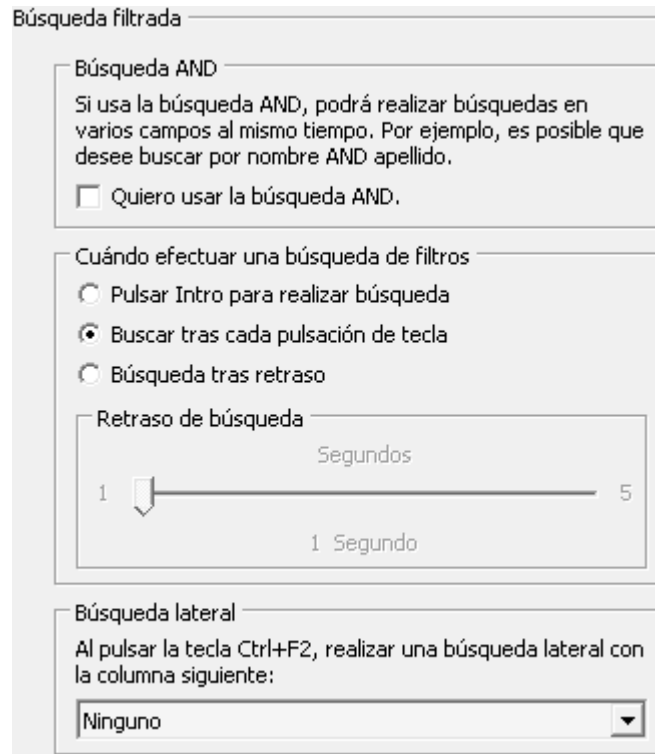 Búsqueda filtrada
Búsqueda AND
Si usa la búsqueda AND, podrá realizar búsquedas en
varios campos al mismo tiempo. Por ejemplo, es posible que
desee buscar por nombre AND apellido.
Quiero usar la búsqueda AND.
Cuándo efectuar una búsqueda de filtros
Pulsar Intro para realizar búsqueda
Buscar tras cada pulsación de tecla
Búsqueda tras retraso
Retraso de búsqueda
Segundos
1 5
1 Segundo
Búsqueda lateral
Al pulsar la tecla Ctrl+F2, realizar una búsqueda lateral con
la columna siguiente:
Ninguno